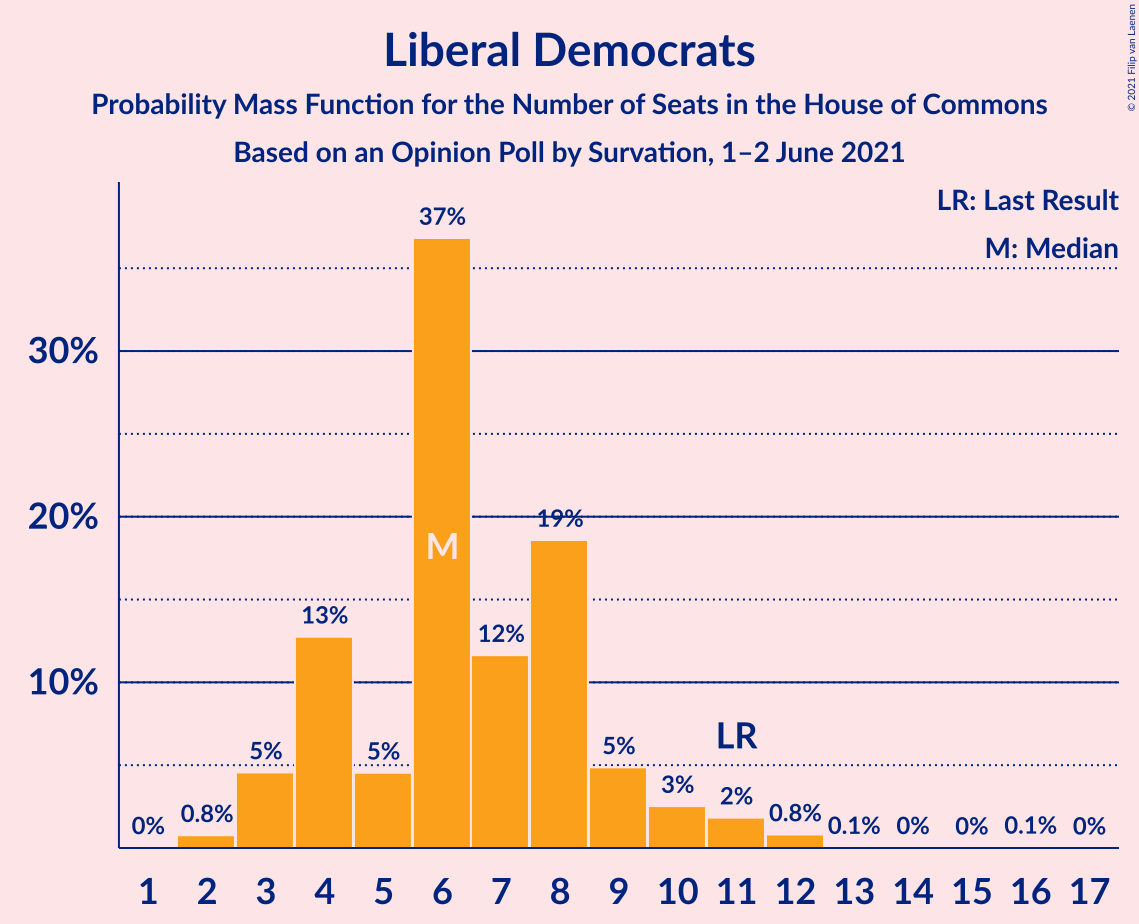 Liberal Democrats
Probability Mass Function for the Number of Seats in the House of Commons
Based on an Opinion Poll by Survation, 1–2 June 2021
© 2021 Filip van Laenen
LR: Last Result
M: Median
37%
30%
20%
19%
M
13%
12%
10%
LR
5%
5%
5%
3%
2%
0%
0.8%
0.8%
0.1%
0%
0%
0.1%
0%
1 2 3 4 5 6 7 8 9 10 11 12 13 14 15 16 17